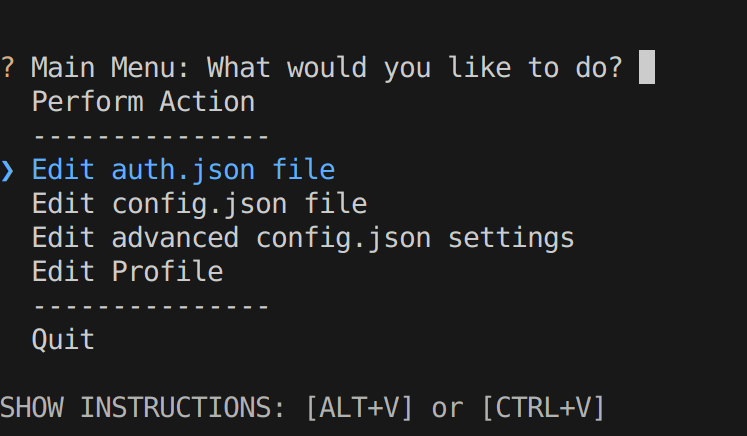 ? Main Menu: What would you like to do?
Perform Action
---------------
❯ Edit auth.json file
Edit config.json file
Edit advanced config.json settings
Edit Profile
---------------
Quit
SHOW INSTRUCTIONS: [ALT+V] or [CTRL+V]